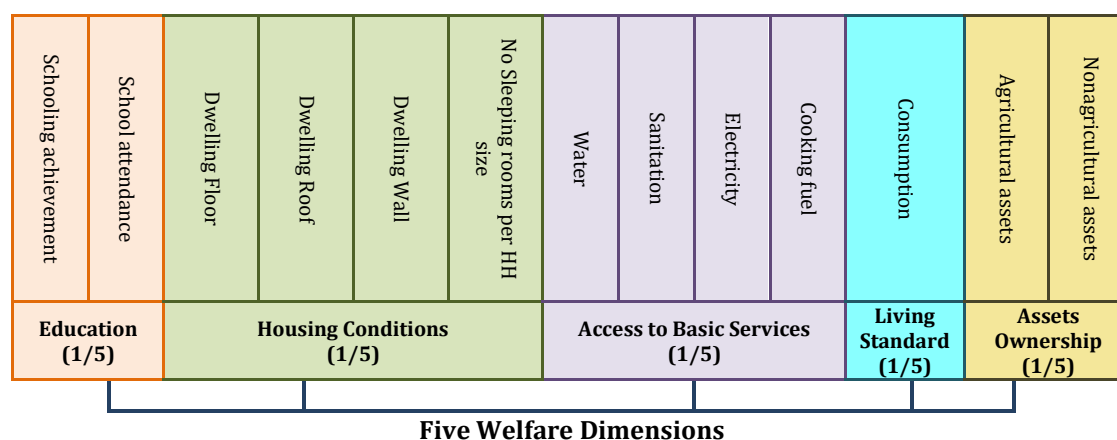 Schooling achievement
School attendance
Dwelling Floor
Dwelling Roof
Dwelling Wall
No Sleeping rooms per HH
size
Water
Sanitation
Electricity
Cooking fuel
Consumption
Agricultural assets
Nonagricultural assets
Education
(1/5)
Housing Conditions
(1/5)
Access to Basic Services
(1/5)
Living
Standard
(1/5)
Assets
Ownership
(1/5)
Five Welfare Dimensions